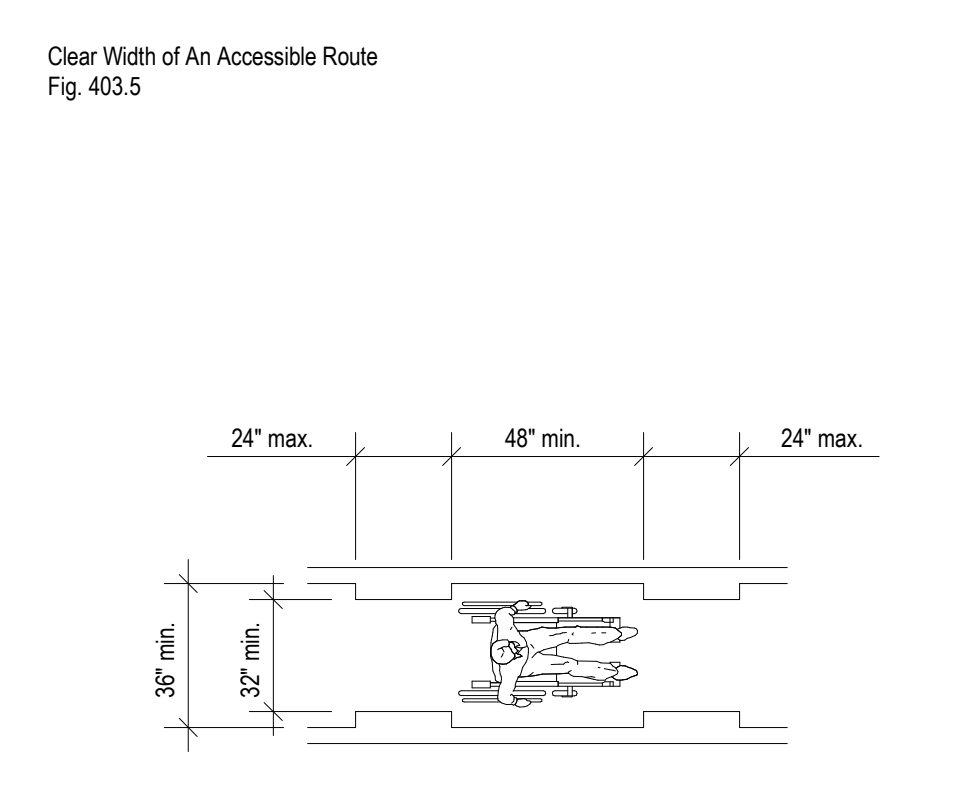 Clear Width of An Accessible Route
Fig. 403.5
24" max.
48" min.
24" max.
36" min.
32" min.